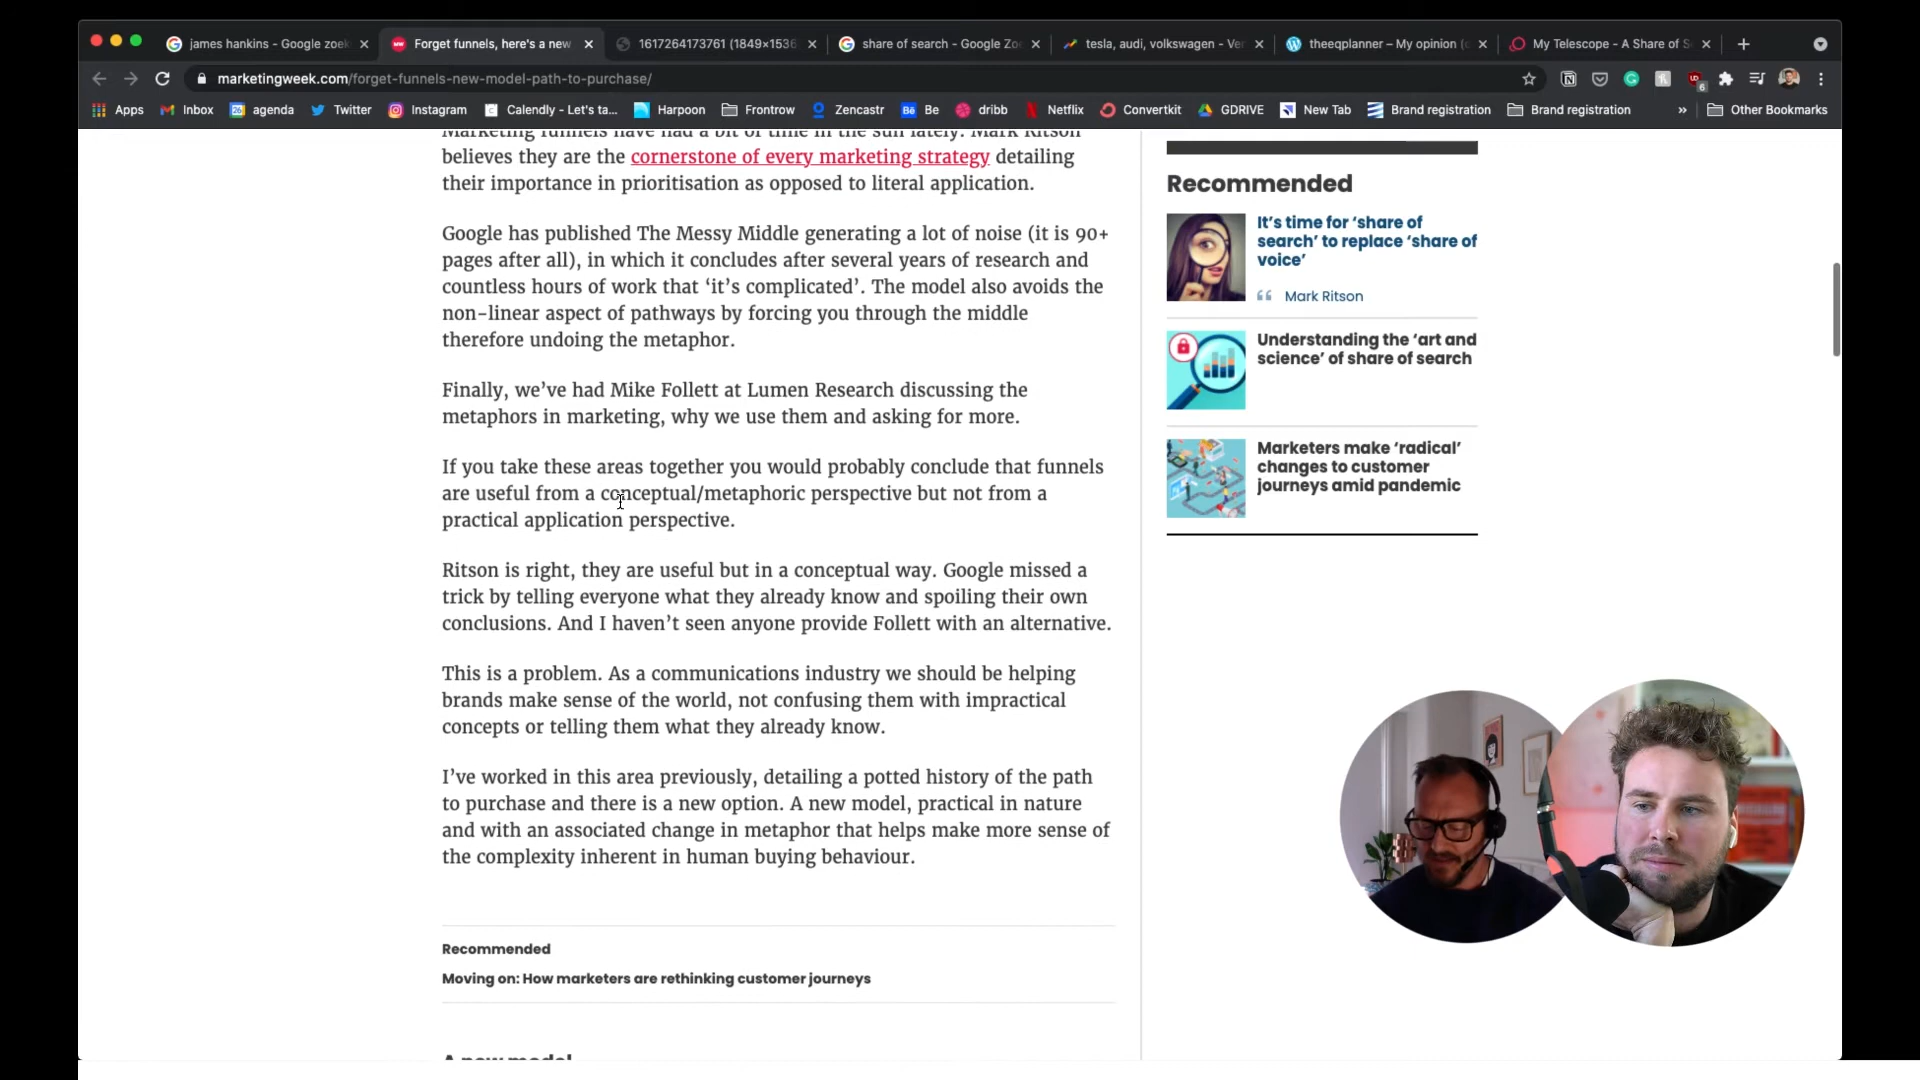 james hankins - Google zoek
Forget funnels, here's a new
1617264173761 (1849×1536
share of search - Google Zo
tesla, audi, volkswagen - Ve
theeqplanner – My opinion (
My Telescope - A Share of S
marketingweek.com/forget-funnels-new-model-path-to-purchase/
6
Apps
Inbox
agenda
Twitter
Instagram
Calendly - Let's ta...
Harpoon
Frontrow
Zencastr
Be
dribb
Netflix
Convertkit
GDRIVE
New Tab
Brand registration
Brand registration
»
Other Bookmarks
Marketing funnels have had a bit of time in the sun lately. Mark Ritson
believes they are the cornerstone of every marketing strategy detailing
their importance in prioritisation as opposed to literal application.
Google has published The Messy Middle generating a lot of noise (it is 90+
pages after all), in which it concludes after several years of research and
countless hours of work that ‘it’s complicated’. The model also avoids the
non-linear aspect of pathways by forcing you through the middle
therefore undoing the metaphor.
Finally, we’ve had Mike Follett at Lumen Research discussing the
metaphors in marketing, why we use them and asking for more.
If you take these areas together you would probably conclude that funnels
are useful from a conceptual/metaphoric perspective but not from a
practical application perspective.
Ritson is right, they are useful but in a conceptual way. Google missed a
trick by telling everyone what they already know and spoiling their own
conclusions. And I haven’t seen anyone provide Follett with an alternative.
This is a problem. As a communications industry we should be helping
brands make sense of the world, not confusing them with impractical
concepts or telling them what they already know.
I’ve worked in this area previously, detailing a potted history of the path
to purchase and there is a new option. A new model, practical in nature
and with an associated change in metaphor that helps make more sense of
the complexity inherent in human buying behaviour.
Recommended
Moving on: How marketers are rethinking customer journeys
A new model
Recommended
It’s time for ‘share of
search’ to replace ‘share of
voice’
Mark Ritson
Understanding the ‘art and
science’ of share of search
Marketers make ‘radical’
changes to customer
journeys amid pandemic